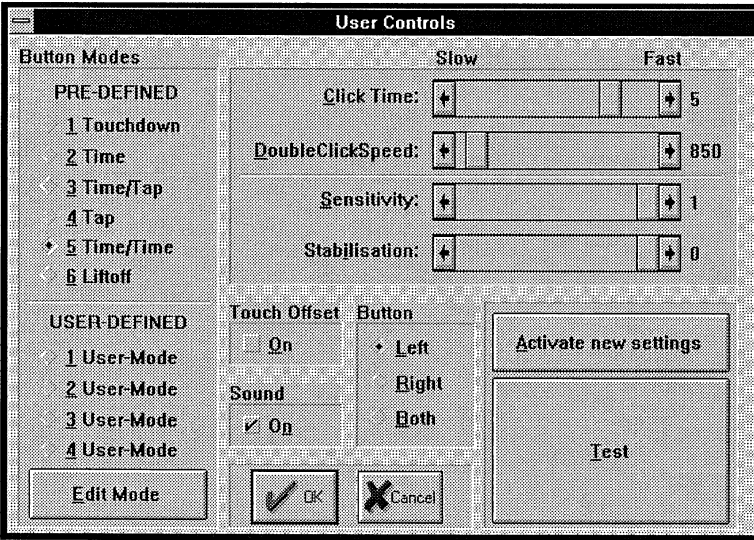 User Controls
Button Modes
PRE-DEFINED
1 Touchdown
2 Time
3 Time/Tap
4 Tap
5 Time/Time
6 Liftoff
USER-DEFINED
1 User-Mode
2 User-Mode
3 User-Mode
4 User-Mode
Edit Mode
Slow Fast
Click Time: 5
DoubleClickSpeed: 850
Sensitivity: 1
Stabilisation: 0
Touch Offset
On
Sound
On
Button
Left
Right
Both
Activate new settings
Test
OK
Cancel